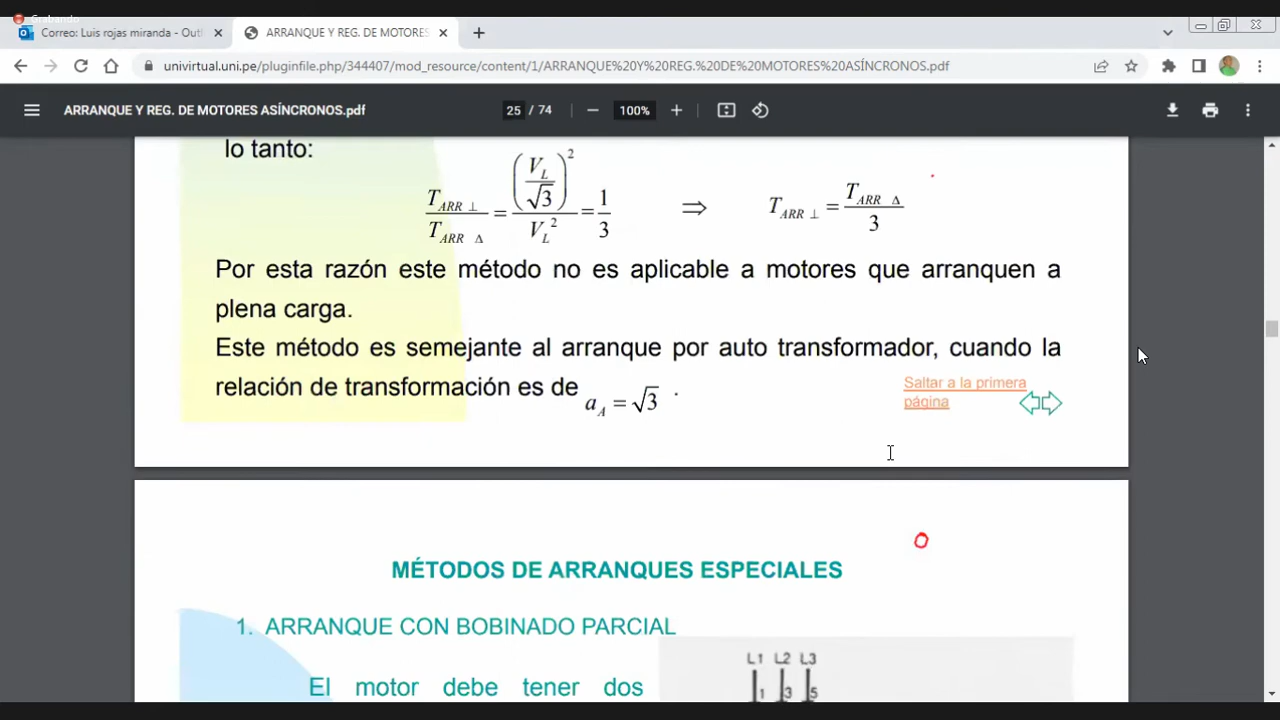 Grabando
Correo: Luis rojas miranda - Outl
ARRANQUE Y REG. DE MOTORES
univirtual.uni.pe/pluginfile.php/344407/mod_resource/content/1/ARRANQUE%20Y%20REG.%20DE%20MOTORES%20ASÍNCRONOS.pdf
ARRANQUE Y REG. DE MOTORES ASÍNCRONOS.pdf
25 / 74
100%
lo tanto:
T_ARR ⊥ / T_ARR Δ = (V_L / √3)² / V_L² = 1/3 ⇒ T_ARR ⊥ = T_ARR Δ / 3
Por esta razón este método no es aplicable a motores que arranquen a
plena carga.
Este método es semejante al arranque por auto transformador, cuando la
relación de transformación es de a_A = √3 .
Saltar a la primera
página
MÉTODOS DE ARRANQUES ESPECIALES
1. ARRANQUE CON BOBINADO PARCIAL
L1 L2 L3
El motor debe tener dos
1 3 5